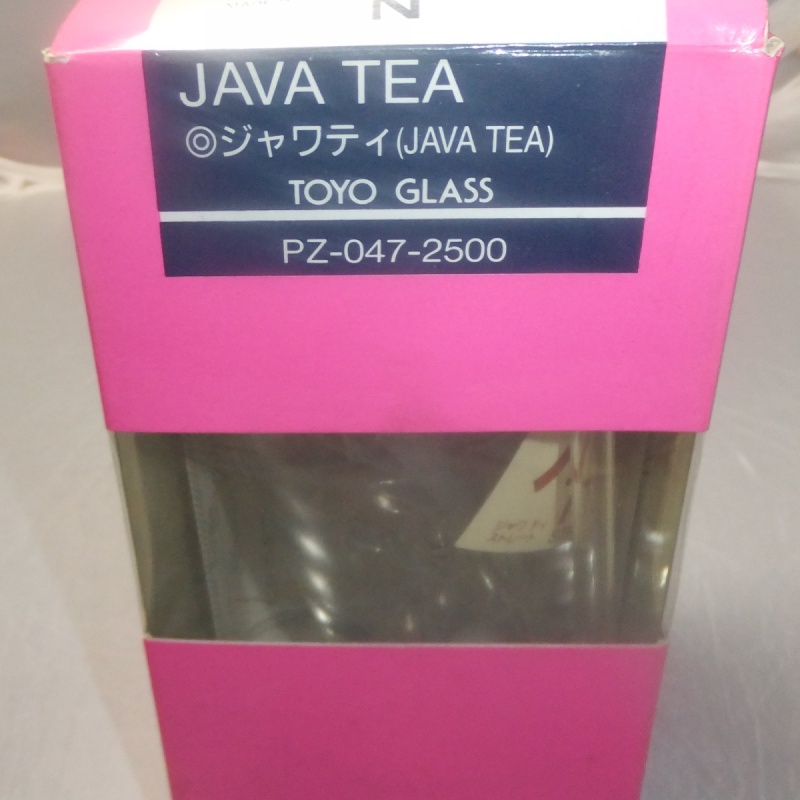 JAVA TEA
◎ジャワティ(JAVA TEA)
TOYO GLASS
PZ-047-2500